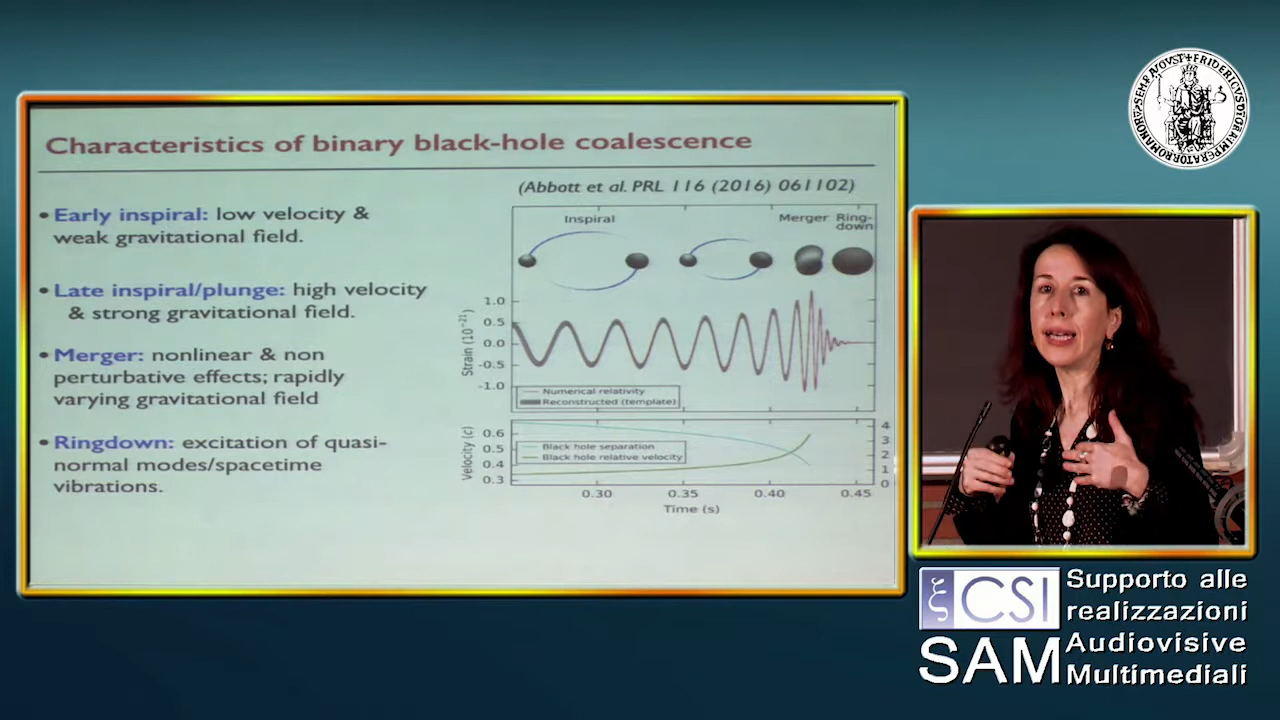 Characteristics of binary black-hole coalescence
(Abbott et al. PRL 116 (2016) 061102)
• Early inspiral: low velocity &
weak gravitational field.
• Late inspiral/plunge: high velocity
& strong gravitational field.
• Merger: nonlinear & non
perturbative effects; rapidly
varying gravitational field
• Ringdown: excitation of quasi-
normal modes/spacetime
vibrations.
Inspiral
Merger
Ring-
down
Strain (10⁻²¹)
1.0
0.5
0.0
-0.5
-1.0
Numerical relativity
Reconstructed (template)
Velocity (c)
0.6
0.5
0.4
0.3
Black hole separation
Black hole relative velocity
4
3
2
1
0
0.30 0.35 0.40 0.45
Time (s)
ξ CSI
SAM
Supporto alle
realizzazioni
Audiovisive
Multimediali